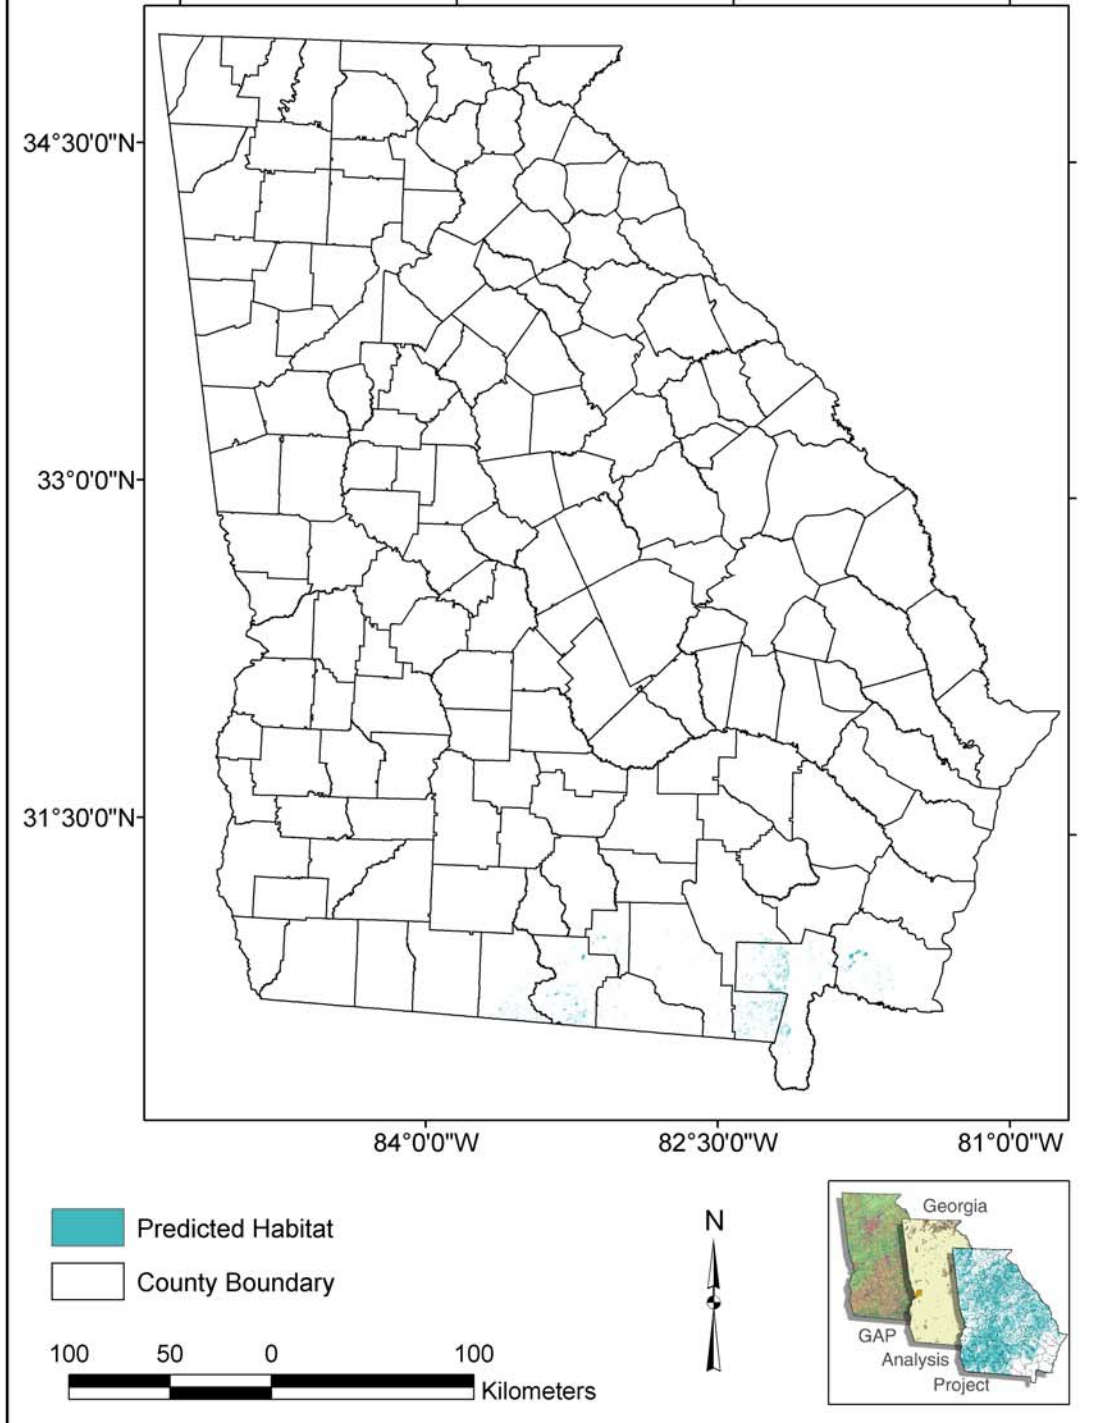 34°30'0"N
33°0'0"N
31°30'0"N
84°0'0"W 82°30'0"W 81°0'0"W
Predicted Habitat
County Boundary
100 50 0 100
Kilometers
N
Georgia
GAP
Analysis
Project